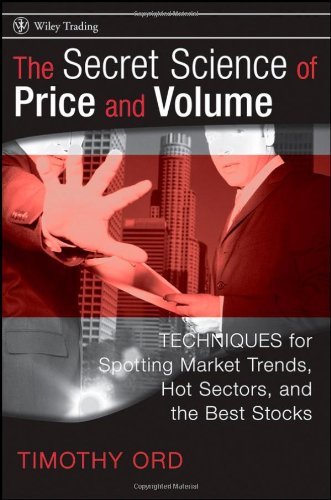 Wiley Trading
The Secret Science of
Price and Volume
TECHNIQUES for
Spotting Market Trends,
Hot Sectors, and
the Best Stocks
TIMOTHY ORD